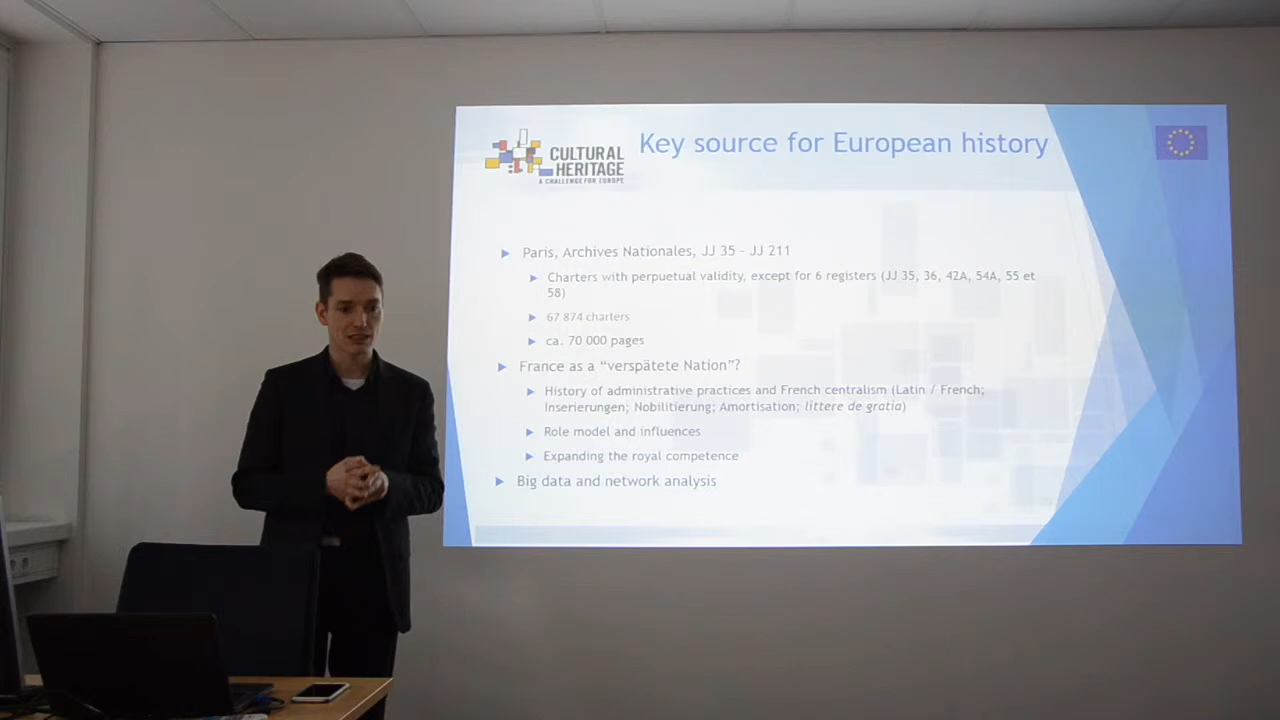 CULTURAL
HERITAGE
A CHALLENGE FOR EUROPE
Key source for European history
Paris, Archives Nationales, JJ 35 – JJ 211
Charters with perpuetual validity, except for 6 registers (JJ 35, 36, 42A, 54A, 55 et
58)
67 874 charters
ca. 70 000 pages
France as a “verspätete Nation”?
History of administrative practices and French centralism (Latin / French;
Inserierungen; Nobilitierung; Amortisation; littere de gratia)
Role model and influences
Expanding the royal competence
Big data and network analysis